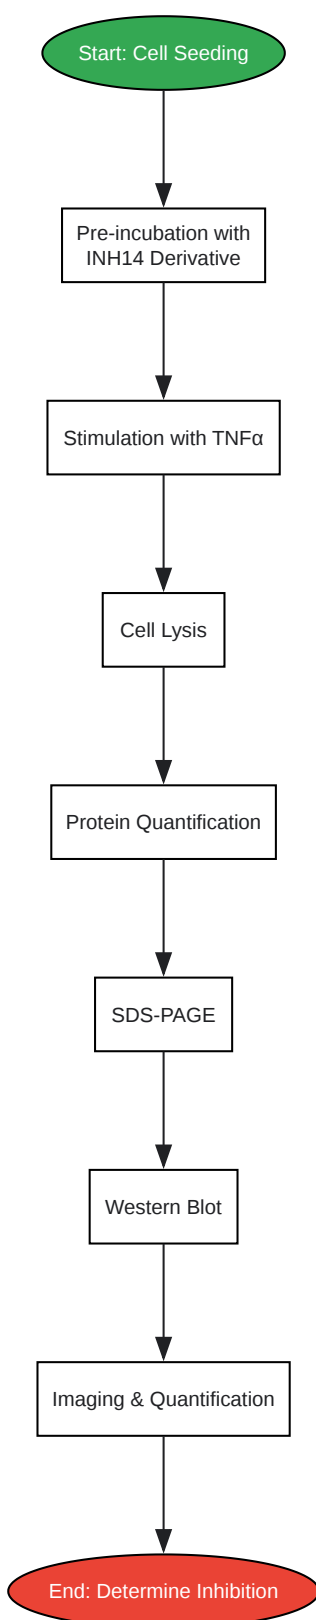 Start: Cell Seeding
Pre-incubation with
INH14 Derivative
Stimulation with TNFα
Cell Lysis
Protein Quantification
SDS-PAGE
Western Blot
Imaging & Quantification
End: Determine Inhibition